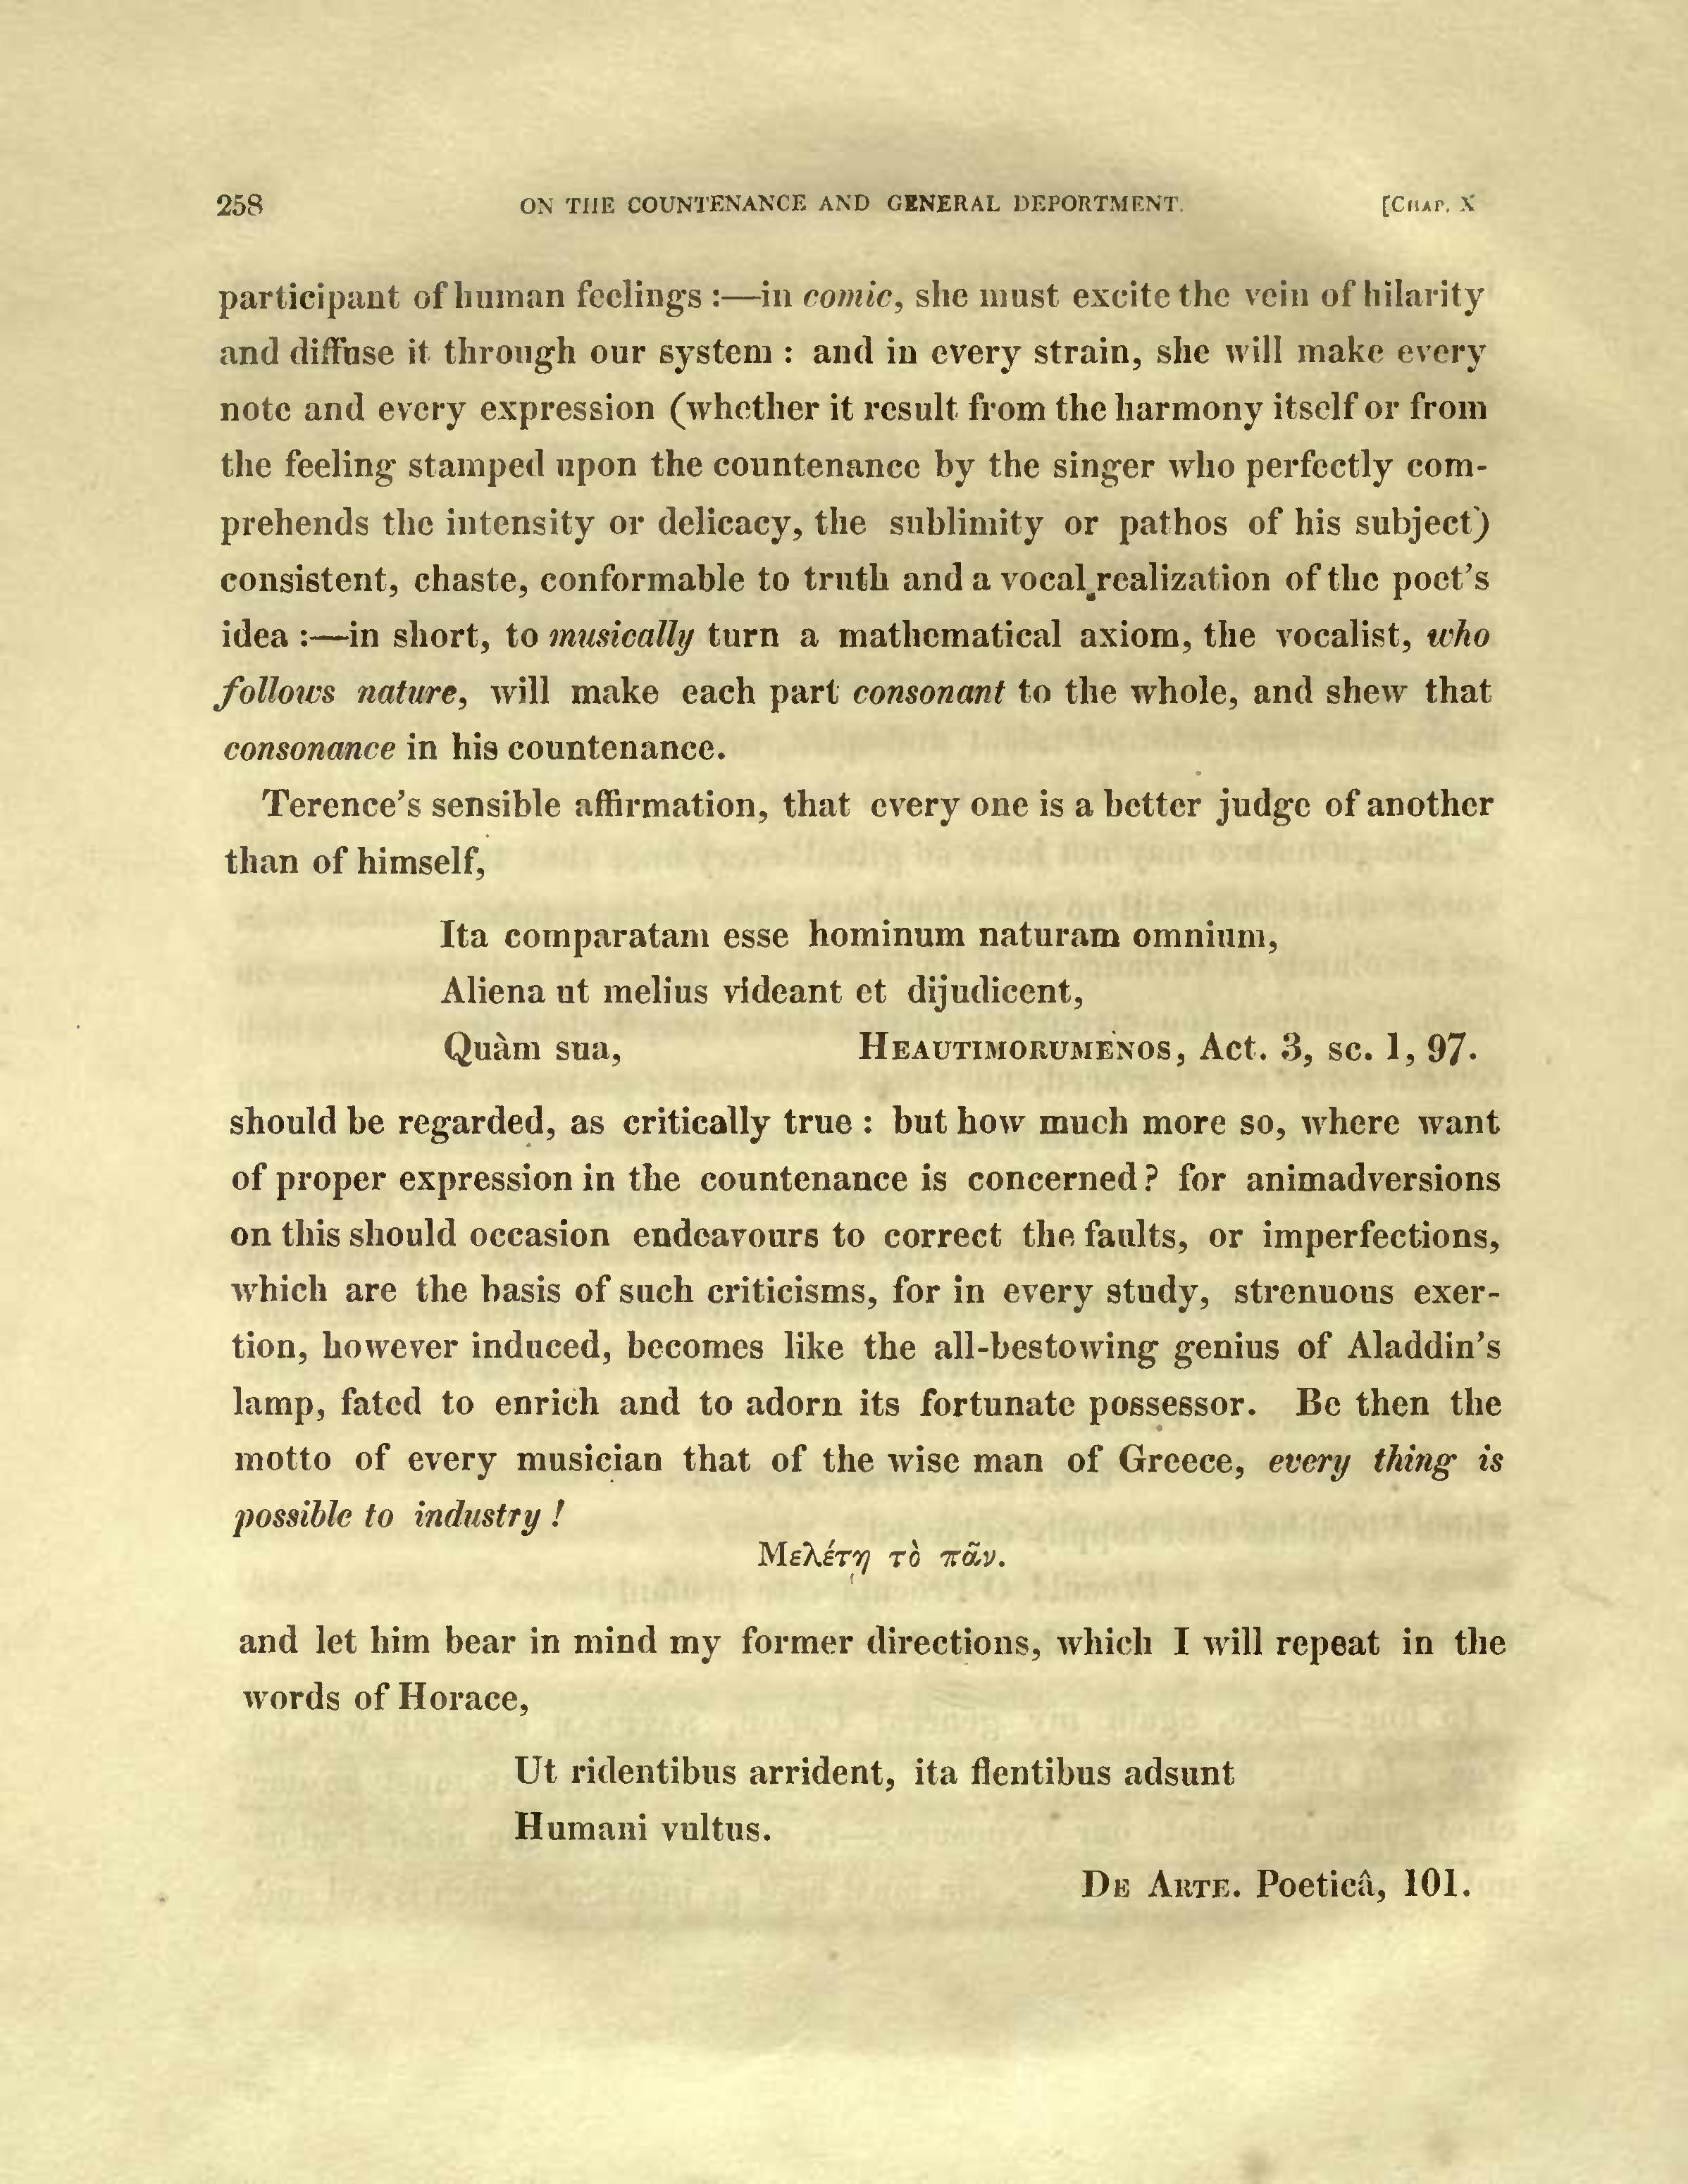 258 ON THE COUNTENANCE AND GENERAL DEPORTMENT. [CHAP. X
participant of human feelings :—in comic, she must excite the vein of hilarity
and diffuse it through our system : and in every strain, she will make every
note and every expression (whether it result from the harmony itself or from
the feeling stamped upon the countenance by the singer who perfectly com-
prehends the intensity or delicacy, the sublimity or pathos of his subject)
consistent, chaste, conformable to truth and a vocal realization of the poet's
idea :—in short, to musically turn a mathematical axiom, the vocalist, who
follows nature, will make each part consonant to the whole, and shew that
consonance in his countenance.
Terence's sensible affirmation, that every one is a better judge of another
than of himself,
Ita comparatam esse hominum naturam omnium,
Aliena ut melius videant et dijudicent,
Quàm sua, HEAUTIMORUMENOS, Act. 3, sc. 1, 97.
should be regarded, as critically true : but how much more so, where want
of proper expression in the countenance is concerned? for animadversions
on this should occasion endeavours to correct the faults, or imperfections,
which are the basis of such criticisms, for in every study, strenuous exer-
tion, however induced, becomes like the all-bestowing genius of Aladdin's
lamp, fated to enrich and to adorn its fortunate possessor. Be then the
motto of every musician that of the wise man of Greece, every thing is
possible to industry !
Μελέτῃ τὸ πᾶν.
and let him bear in mind my former directions, which I will repeat in the
words of Horace,
Ut ridentibus arrident, ita flentibus adsunt
Humani vultus.
DE ARTE. Poeticâ, 101.